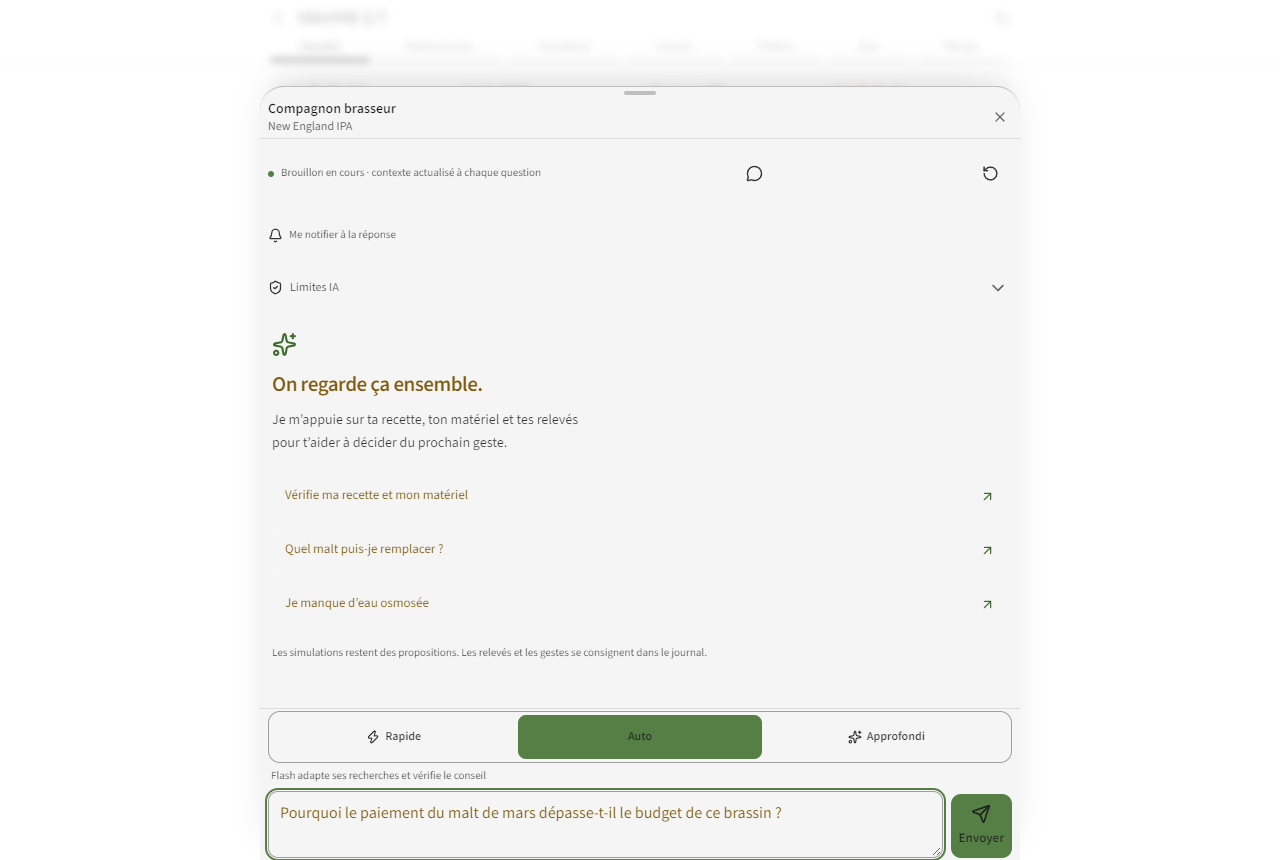 Compagnon brasseur
New England IPA
Brouillon en cours · contexte actualisé à chaque question
Me notifier à la réponse
Limites IA
On regarde ça ensemble.
Je m’appuie sur ta recette, ton matériel et tes relevés
pour t’aider à décider du prochain geste.
Vérifie ma recette et mon matériel
Quel malt puis-je remplacer ?
Je manque d’eau osmosée
Les simulations restent des propositions. Les relevés et les gestes se consignent dans le journal.
Rapide
Auto
Approfondi
Flash adapte ses recherches et vérifie le conseil
Pourquoi le paiement du malt de mars dépasse-t-il le budget de ce brassin ?
Envoyer